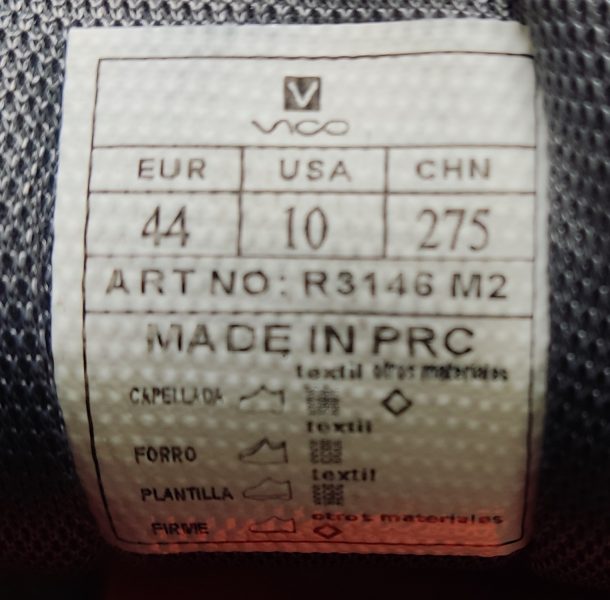 V
VICO
EUR USA CHN
44 10 275
ART NO: R3146 M2
MADE IN PRC
textil otros materiales
CAPELLADA
textil
FORRO
textil
PLANTILLA
otros materiales
FIRME